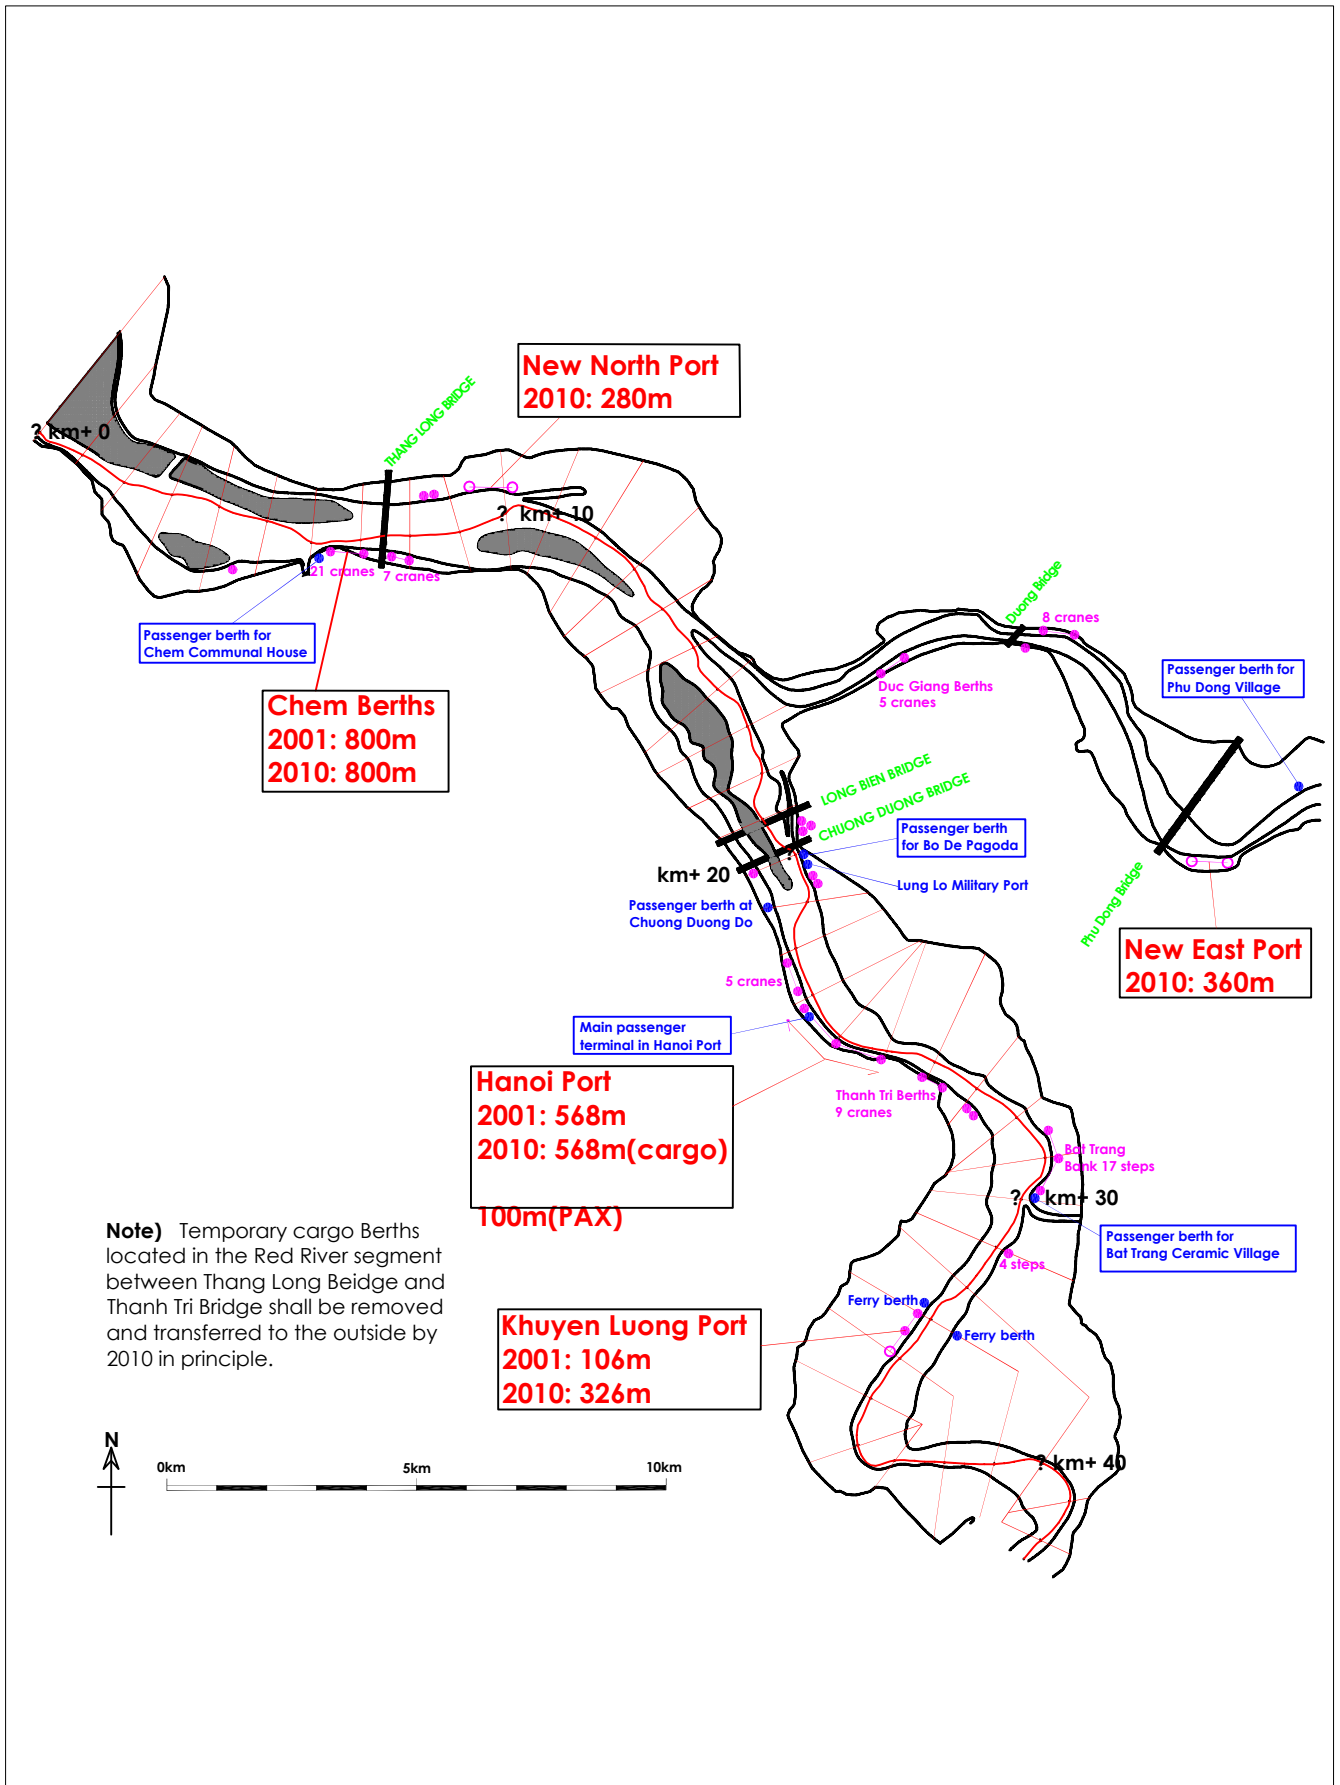 New North Port
2010: 280m
THANG LONG BRIDGE
? km+ 0
? km+ 10
21 cranes
7 cranes
Passenger berth for
Chem Communal House
Chem Berths
2001: 800m
2010: 800m
Duong Bridge
8 cranes
Duc Giang Berths
5 cranes
Passenger berth for
Phu Dong Village
LONG BIEN BRIDGE
CHUONG DUONG BRIDGE
Passenger berth
for Bo De Pagoda
?
km+ 20
Lung Lo Military Port
Passenger berth at
Chuong Duong Do
Phu Dong Bridge
New East Port
2010: 360m
5 cranes
Main passenger
terminal in Hanoi Port
Hanoi Port
2001: 568m
2010: 568m(cargo)
100m(PAX)
Thanh Tri Berths
9 cranes
Bat Trang
Bank 17 steps
? km+ 30
Passenger berth for
Bat Trang Ceramic Village
4 steps
Note) Temporary cargo Berths
located in the Red River segment
between Thang Long Beidge and
Thanh Tri Bridge shall be removed
and transferred to the outside by
2010 in principle.
Ferry berth
Ferry berth
Khuyen Luong Port
2001: 106m
2010: 326m
N
0km
5km
10km
? km+ 40